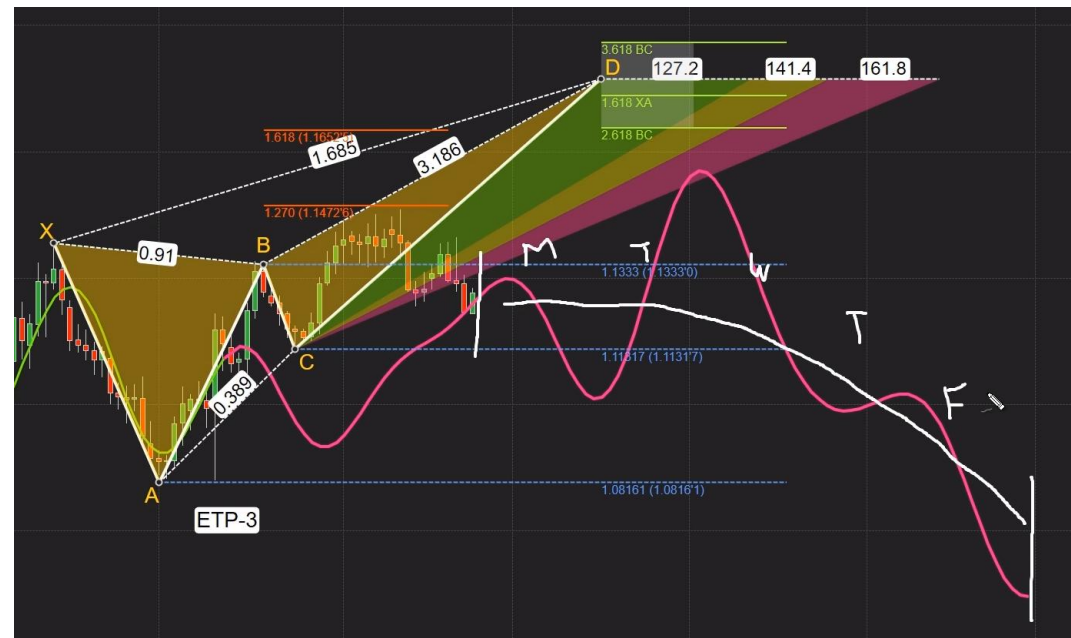 3.618 BC
D
127.2
141.4
161.8
1.618 XA
2.618 BC
1.618 (1.1652'5)
1.685
3.186
1.270 (1.1472'6)
X
0.91
B
M
T
W
1.1333 (1.1333'0)
T
C
1.11317 (1.1131'7)
0.389
F
A
1.08161 (1.0816'1)
ETP-3